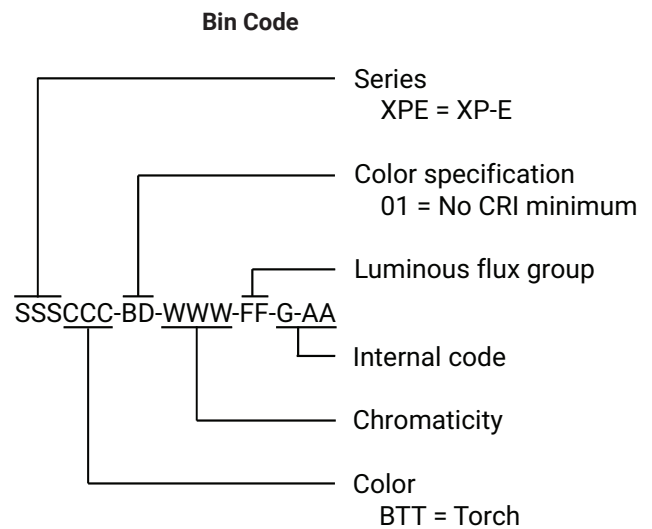 Bin Code
Series
XPE = XP-E
Color specification
01 = No CRI minimum
Luminous flux group
SSSCCC-BD-WWW-FF-G-AA
Internal code
Chromaticity
Color
BTT = Torch